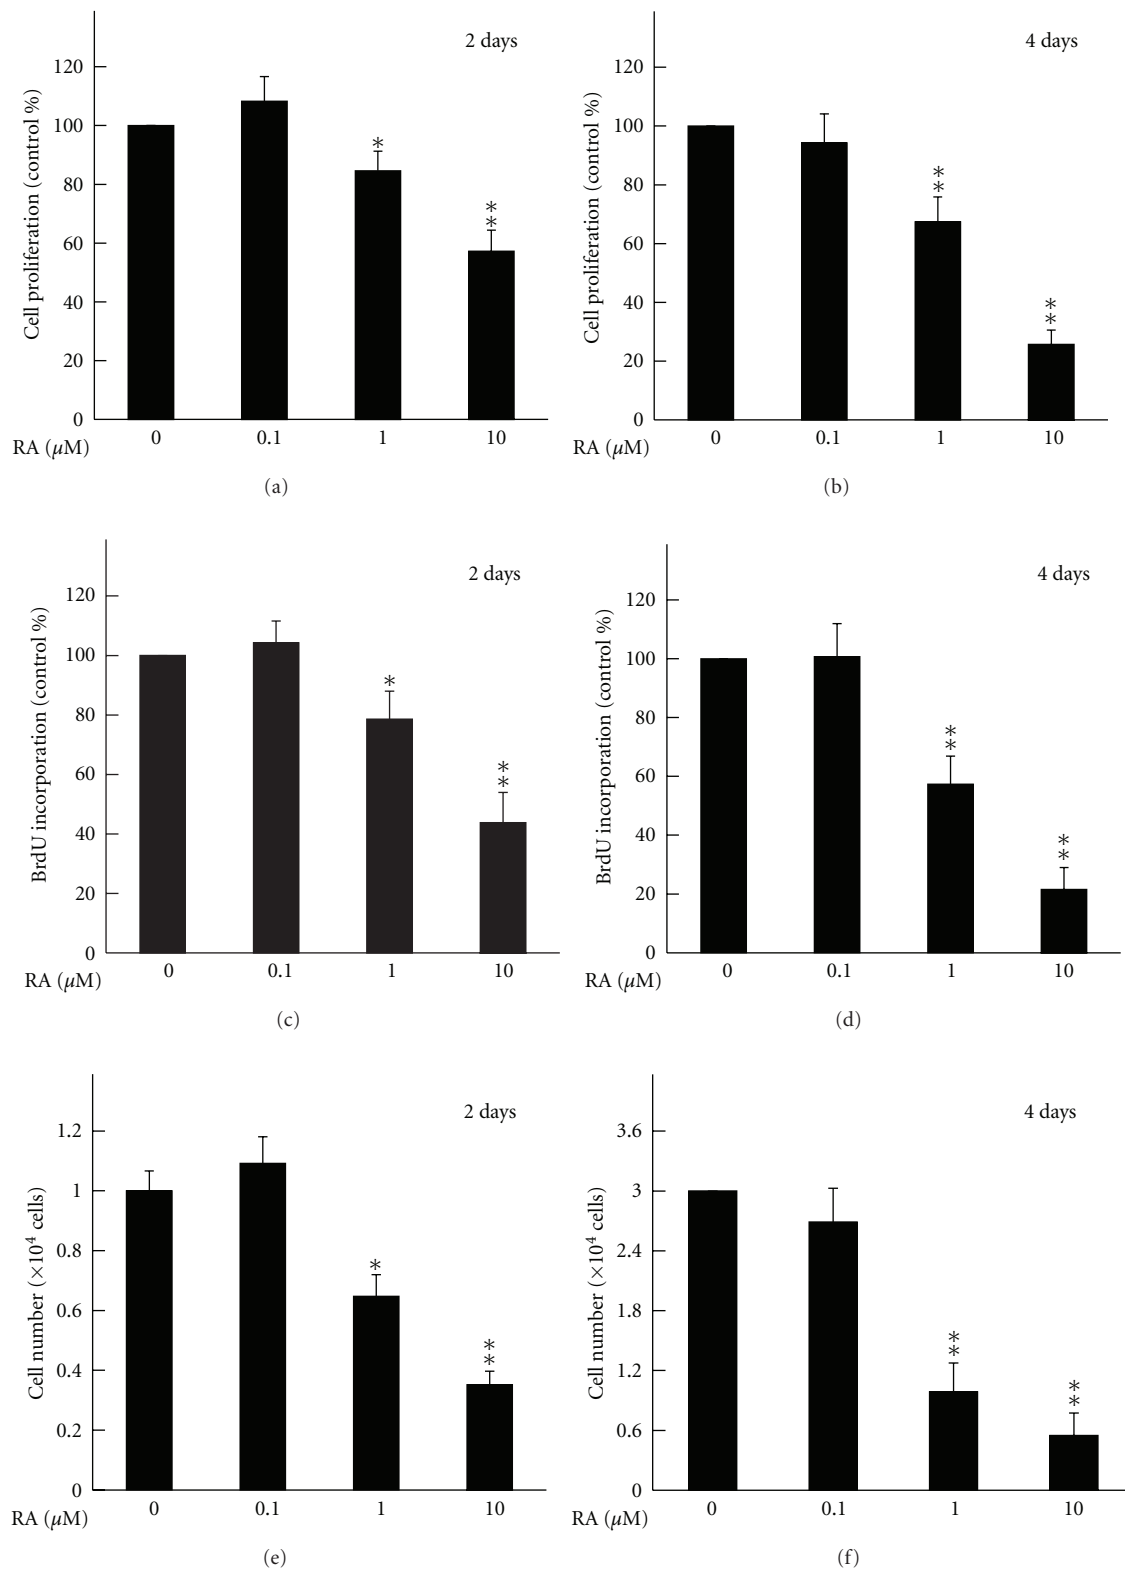 2 days
120
100
80
60
40
20
0
Cell proliferation (control %)
*
**
RA (μM)
0 0.1 1 10
(a)
4 days
120
100
80
60
40
20
0
Cell proliferation (control %)
**
**
RA (μM)
0 0.1 1 10
(b)
2 days
120
100
80
60
40
20
0
BrdU incorporation (control %)
*
**
RA (μM)
0 0.1 1 10
(c)
4 days
120
100
80
60
40
20
0
BrdU incorporation (control %)
**
**
RA (μM)
0 0.1 1 10
(d)
2 days
1.2
1
0.8
0.6
0.4
0.2
0
Cell number (×10⁴ cells)
*
**
RA (μM)
0 0.1 1 10
(e)
4 days
3.6
3
2.4
1.8
1.2
0.6
0
Cell number (×10⁴ cells)
**
**
RA (μM)
0 0.1 1 10
(f)